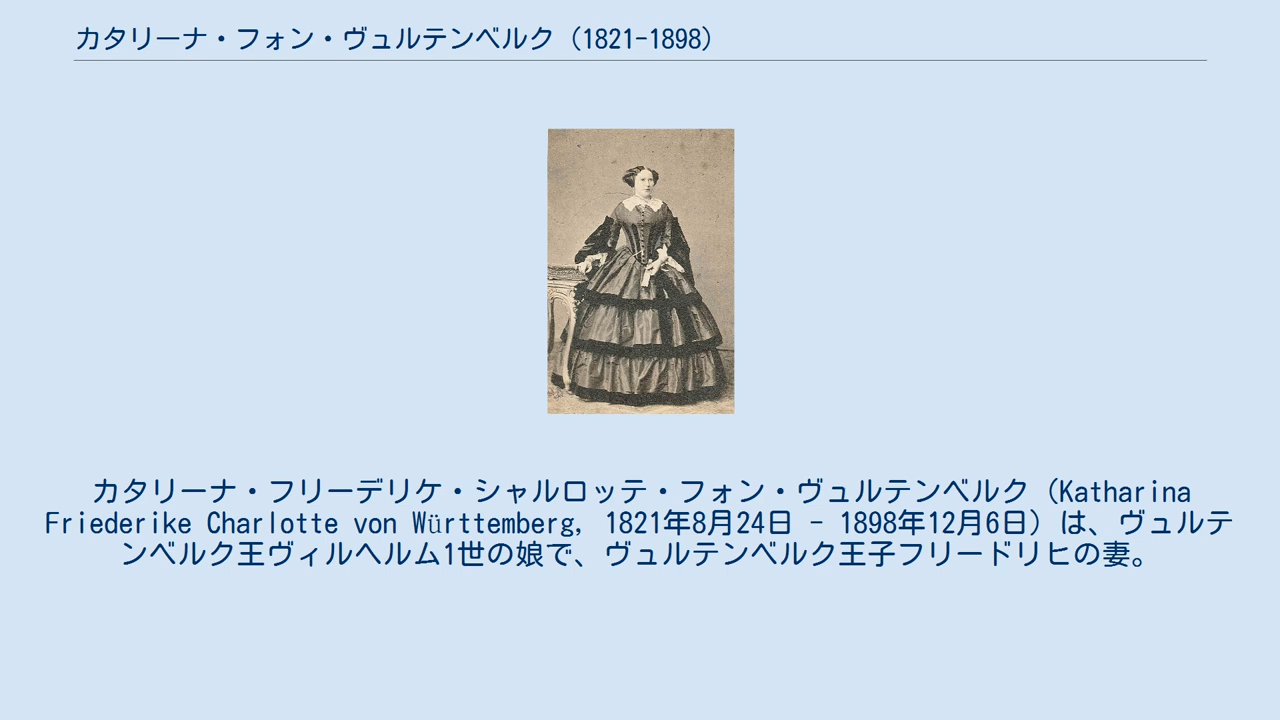 カタリーナ・フォン・ヴュルテンベルク（1821-1898）
カタリーナ・フリーデリケ・シャルロッテ・フォン・ヴュルテンベルク（Katharina
Friederike Charlotte von Württemberg, 1821年8月24日 - 1898年12月6日）は、ヴュルテ
ンベルク王ヴィルヘルム1世の娘で、ヴュルテンベルク王子フリードリヒの妻。